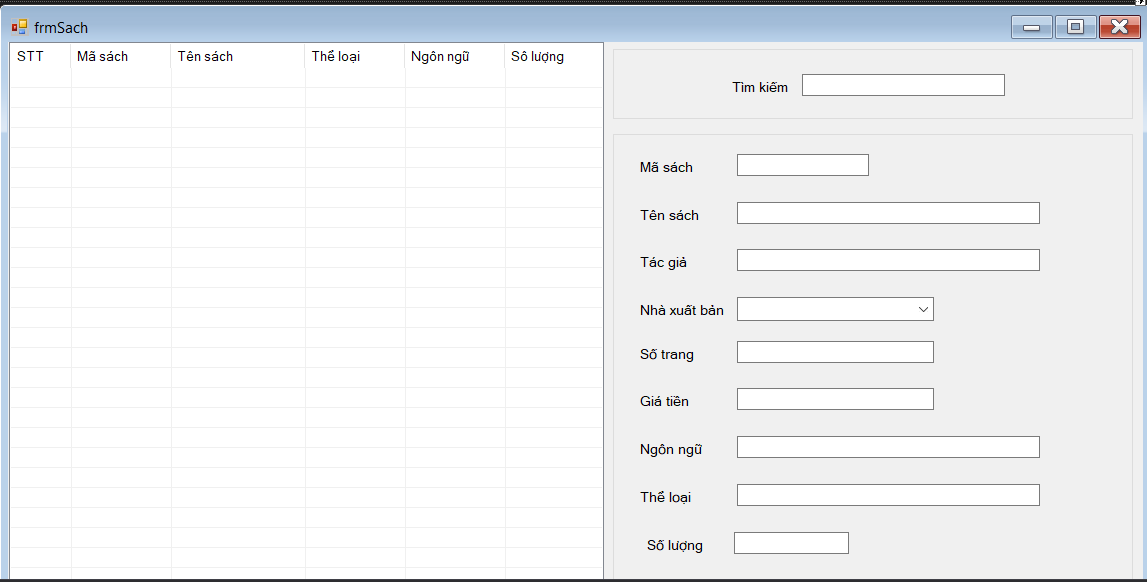 frmSach
STT Mã sách Tên sách Thể loại Ngôn ngữ Số lượng
Tìm kiếm
Mã sách
Tên sách
Tác giả
Nhà xuất bản
Số trang
Giá tiền
Ngôn ngữ
Thể loại
Số lượng